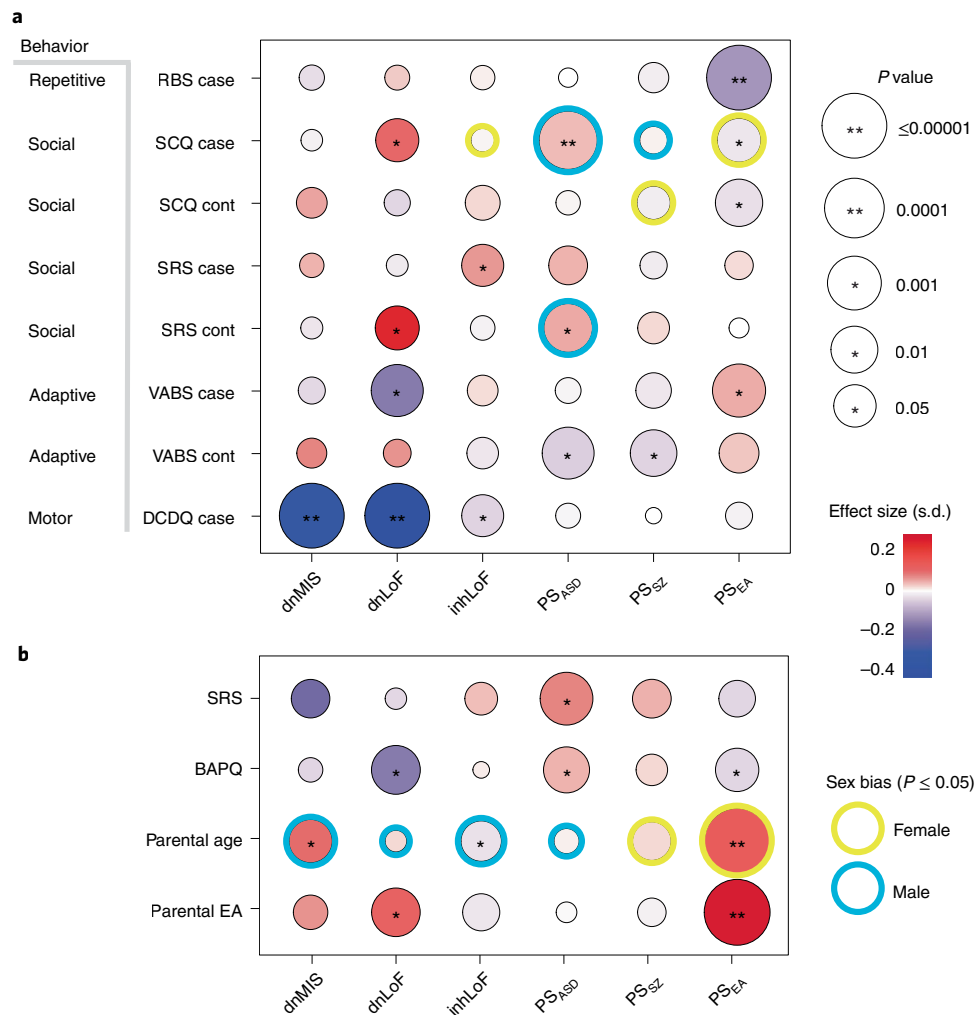 a
Behavior
Repetitive RBS case ** P value
Social SCQ case * ** * ** ≤0.00001
Social SCQ cont * ** 0.0001
Social SRS case * * 0.001
Social SRS cont * * * 0.01
Adaptive VABS case * * * 0.05
Adaptive VABS cont * *
Motor DCDQ case ** ** *
dnMIS dnLoF inhLoF PSASD PSSZ PSEA
Effect size (s.d.)
0.2
0
–0.2
–0.4
b
SRS *
BAPQ * * *
Parental age * * **
Parental EA * **
dnMIS dnLoF inhLoF PSASD PSSZ PSEA
Sex bias (P ≤ 0.05)
Female
Male